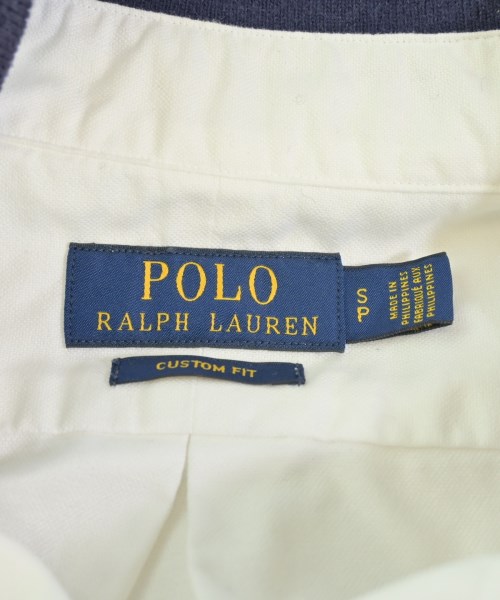 POLO
RALPH LAUREN
CUSTOM FIT
S
P
MADE IN
PHILIPPINES
FABRIQUÉ AUX
PHILIPPINES